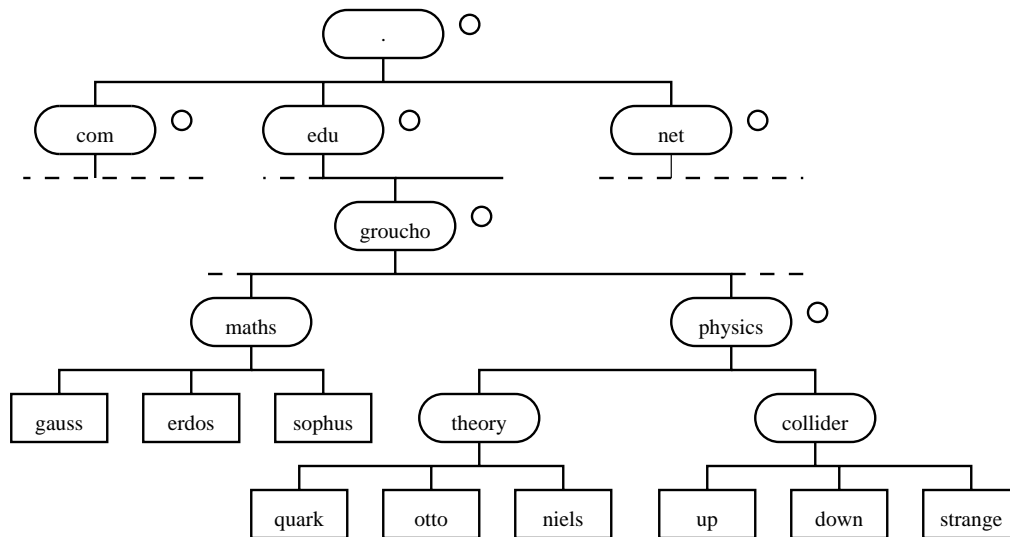 .
com edu net
groucho
maths physics
gauss erdos sophus theory collider
quark otto niels up down strange